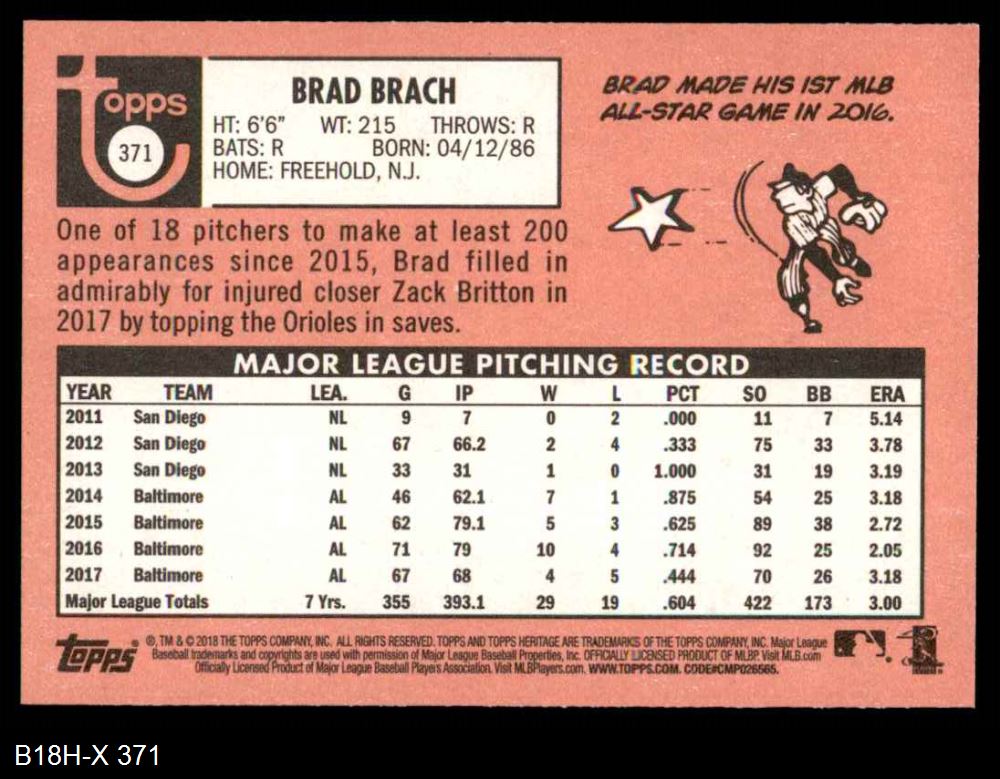 topps
371
BRAD BRACH
HT: 6'6" WT: 215 THROWS: R
BATS: R BORN: 04/12/86
HOME: FREEHOLD, N.J.
BRAD MADE HIS 1ST MLB
ALL-STAR GAME IN 2016.
One of 18 pitchers to make at least 200
appearances since 2015, Brad filled in
admirably for injured closer Zack Britton in
2017 by topping the Orioles in saves.
MAJOR LEAGUE PITCHING RECORD
YEAR TEAM LEA. G IP W L PCT SO BB ERA
2011 San Diego NL 9 7 0 2 .000 11 7 5.14
2012 San Diego NL 67 66.2 2 4 .333 75 33 3.78
2013 San Diego NL 33 31 1 0 1.000 31 19 3.19
2014 Baltimore AL 46 62.1 7 1 .875 54 25 3.18
2015 Baltimore AL 62 79.1 5 3 .625 89 38 2.72
2016 Baltimore AL 71 79 10 4 .714 92 25 2.05
2017 Baltimore AL 67 68 4 5 .444 70 26 3.18
Major League Totals 7 Yrs. 355 393.1 29 19 .604 422 173 3.00
topps ®, TM & © 2018 THE TOPPS COMPANY, INC. ALL RIGHTS RESERVED. TOPPS AND TOPPS HERITAGE ARE TRADEMARKS OF THE TOPPS COMPANY, INC. Major League
Baseball trademarks and copyrights are used with permission of Major League Baseball Properties, Inc. OFFICIALLY LICENSED PRODUCT OF MLBP. Visit MLB.com
Officially Licensed Product of Major League Baseball Players Association. Visit MLBPlayers.com. WWW.TOPPS.COM. CODE#CMP026565.
B18H-X 371